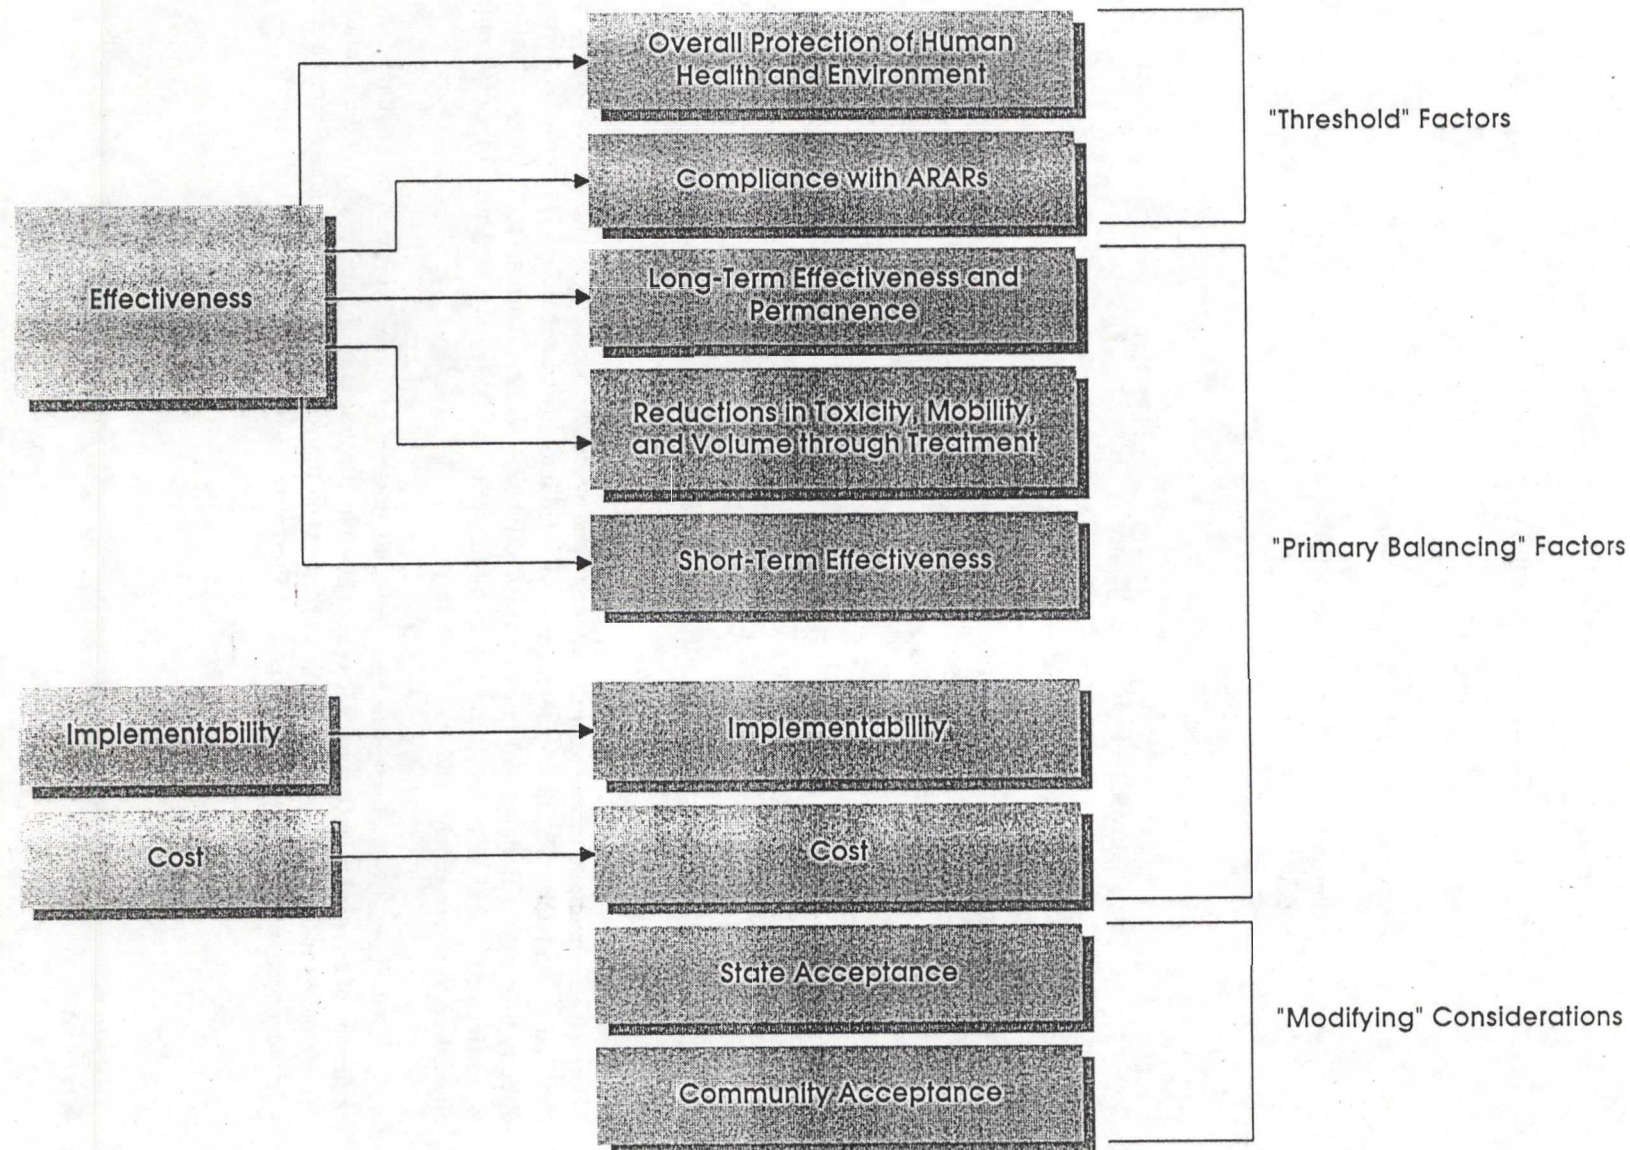 Overall Protection of Human
Health and Environment
"Threshold" Factors
Compliance with ARARs
Effectiveness
Long-Term Effectiveness and
Permanence
Reductions in Toxicity, Mobility,
and Volume through Treatment
Short-Term Effectiveness
"Primary Balancing" Factors
Implementability
Implementability
Cost
Cost
State Acceptance
"Modifying" Considerations
Community Acceptance